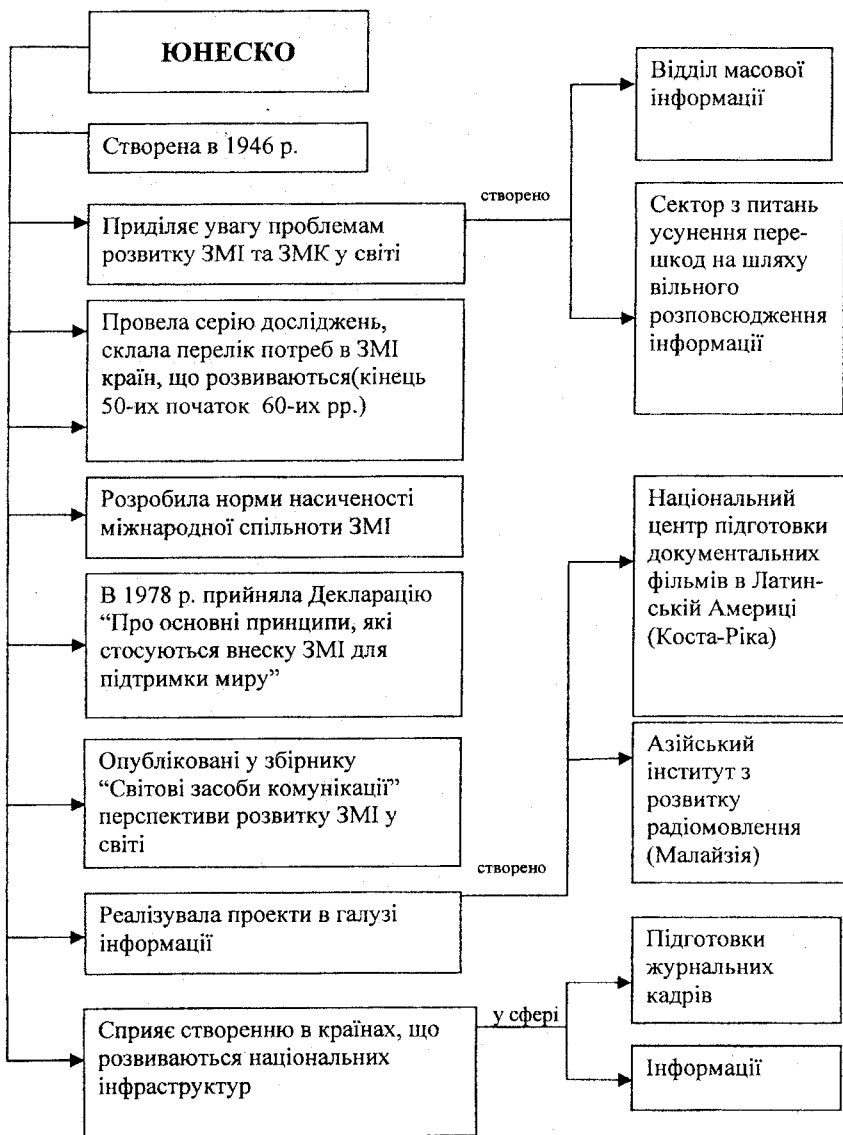 ЮНЕСКО
Створена в 1946 р.
Приділяє увагу проблемам
розвитку ЗМІ та ЗМК у світі
створено
Відділ масової
інформації
Сектор з питань
усунення пере-
шкод на шляху
вільного
розповсюдження
інформації
Провела серію досліджень,
склала перелік потреб в ЗМІ
країн, що розвиваються(кінець
50-их початок 60-их рр.)
Розробила норми насиченості
міжнародної спільноти ЗМІ
В 1978 р. прийняла Декларацію
“Про основні принципи, які
стосуються внеску ЗМІ для
підтримки миру”
Опубліковані у збірнику
“Світові засоби комунікації”
перспективи розвитку ЗМІ у
світі
Реалізувала проекти в галузі
інформації
створено
Національний
центр підготовки
документальних
фільмів в Латин-
ській Америці
(Коста-Ріка)
Азійський
інститут з
розвитку
радіомовлення
(Малайзія)
Сприяє створенню в країнах, що
розвиваються національних
інфраструктур
у сфері
Підготовки
журнальних
кадрів
Інформації